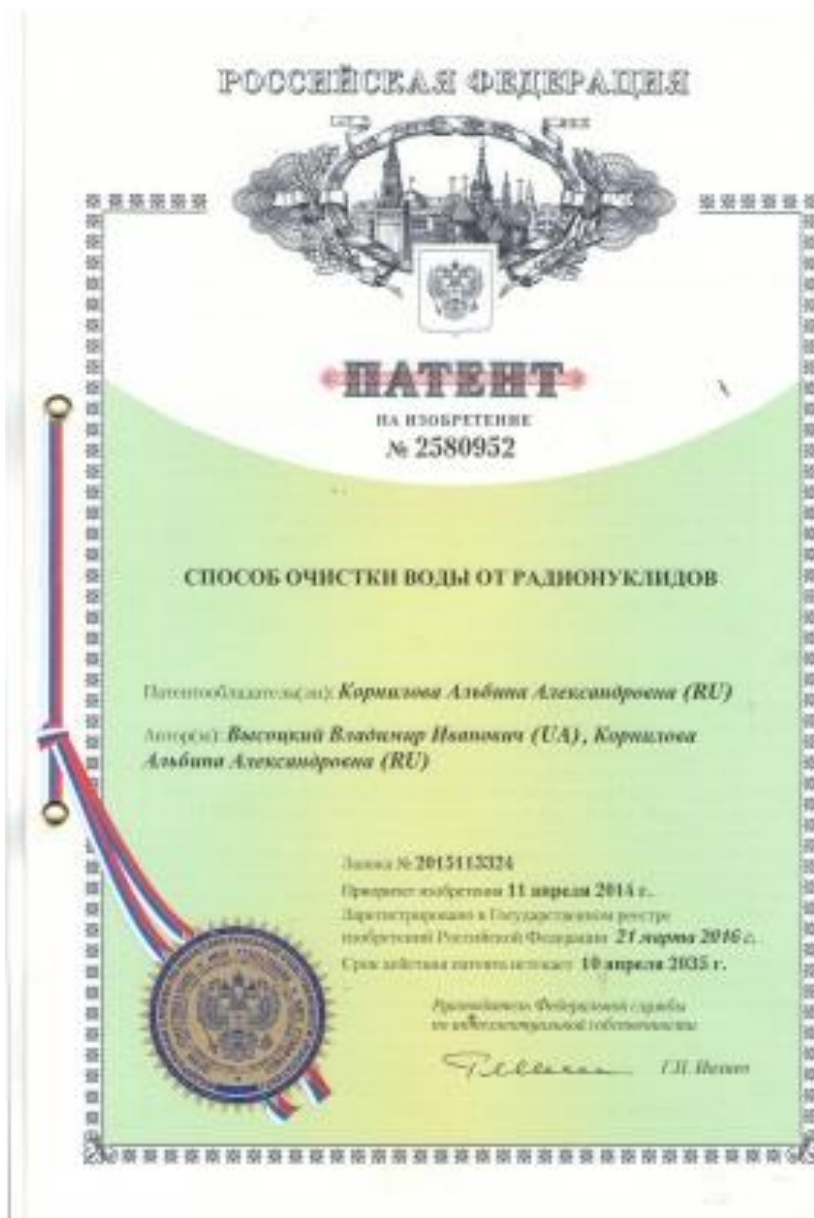 РОССИЙСКАЯ ФЕДЕРАЦИЯ
ПАТЕНТ
НА ИЗОБРЕТЕНИЕ
№ 2580952
СПОСОБ ОЧИСТКИ ВОДЫ ОТ РАДИОНУКЛИДОВ
Патентообладатель(ли): Корнилова Альбина Александровна (RU)
Автор(ы): Высоцкий Владимир Иванович (UA), Корнилова
Альбина Александровна (RU)
Заявка № 2015113324
Приоритет изобретения 11 апреля 2014 г.
Зарегистрировано в Государственном реестре
изобретений Российской Федерации 21 марта 2016 г.
Срок действия патента истекает 10 апреля 2035 г.
Руководитель Федеральной службы
по интеллектуальной собственности
Г.П. Ивлиев